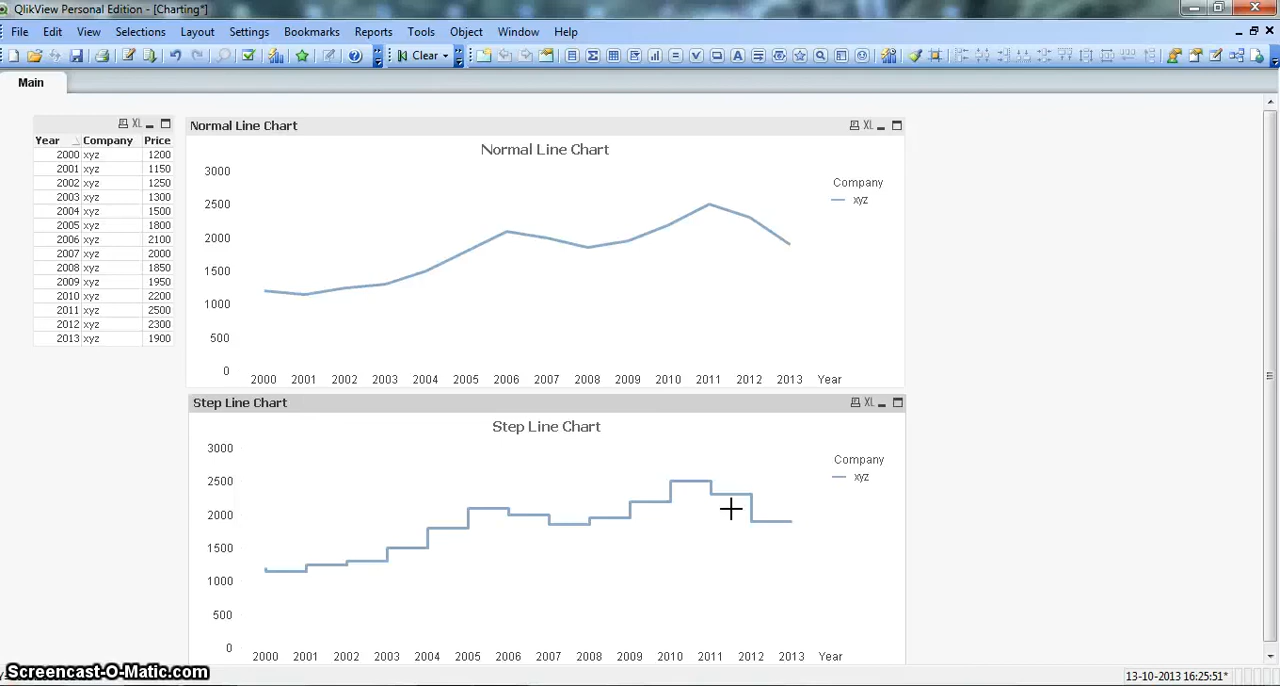 QlikView Personal Edition - [Charting*]
File Edit View Selections Layout Settings Bookmarks Reports Tools Object Window Help
Clear
Main
XL
Year Company Price
2000 xyz 1200
2001 xyz 1150
2002 xyz 1250
2003 xyz 1300
2004 xyz 1500
2005 xyz 1800
2006 xyz 2100
2007 xyz 2000
2008 xyz 1850
2009 xyz 1950
2010 xyz 2200
2011 xyz 2500
2012 xyz 2300
2013 xyz 1900
Normal Line Chart XL
Normal Line Chart
3000
2500
2000
1500
1000
500
0
2000 2001 2002 2003 2004 2005 2006 2007 2008 2009 2010 2011 2012 2013 Year
Company
xyz
Step Line Chart XL
Step Line Chart
3000
2500
2000
1500
1000
500
0
2000 2001 2002 2003 2004 2005 2006 2007 2008 2009 2010 2011 2012 2013 Year
Company
xyz
Screencast-O-Matic.com
13-10-2013 16:25:51*